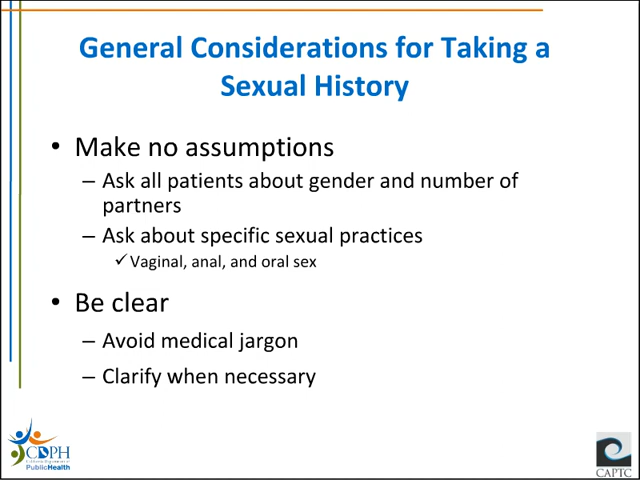 General Considerations for Taking a
Sexual History
• Make no assumptions
– Ask all patients about gender and number of
partners
– Ask about specific sexual practices
✓Vaginal, anal, and oral sex
• Be clear
– Avoid medical jargon
– Clarify when necessary
CDPH
PublicHealth
CAPTC